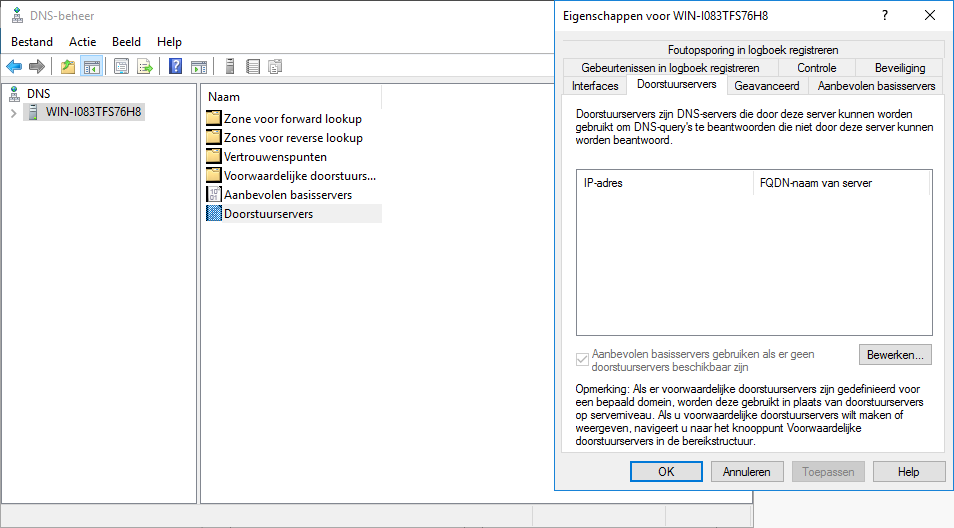 DNS-beheer
Bestand Actie Beeld Help
DNS
WIN-I083TFS76H8
Naam
Zone voor forward lookup
Zones voor reverse lookup
Vertrouwenspunten
Voorwaardelijke doorstuurs...
Aanbevolen basisservers
Doorstuurservers
Eigenschappen voor WIN-I083TFS76H8
Foutopsporing in logboek registreren
Gebeurtenissen in logboek registreren Controle Beveiliging
Interfaces Doorstuurservers Geavanceerd Aanbevolen basisservers
Doorstuurservers zijn DNS-servers die door deze server kunnen worden
gebruikt om DNS-query's te beantwoorden die niet door deze server kunnen
worden beantwoord.
IP-adres FQDN-naam van server
Aanbevolen basisservers gebruiken als er geen
doorstuurservers beschikbaar zijn
Bewerken...
Opmerking: Als er voorwaardelijke doorstuurservers zijn gedefinieerd voor
een bepaald domein, worden deze gebruikt in plaats van doorstuurservers
op serverniveau. Als u voorwaardelijke doorstuurservers wilt maken of
weergeven, navigeert u naar het knooppunt Voorwaardelijke
doorstuurservers in de bereikstructuur.
OK Annuleren Toepassen Help